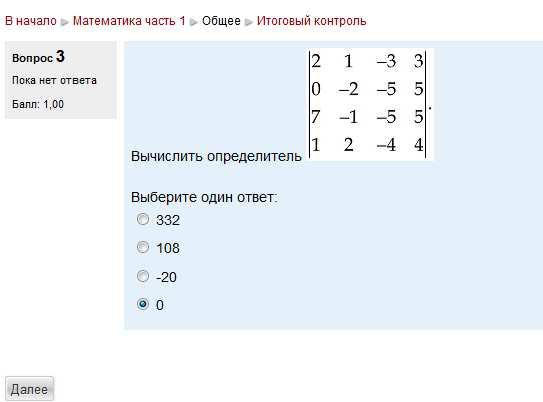 В начало ► Математика часть 1 ► Общее ► Итоговый контроль
Вопрос 3
Пока нет ответа
Балл: 1,00
2 1 –3 3
0 –2 –5 5
7 –1 –5 5
1 2 –4 4
Вычислить определитель .
Выберите один ответ:
332
108
-20
0
Далее